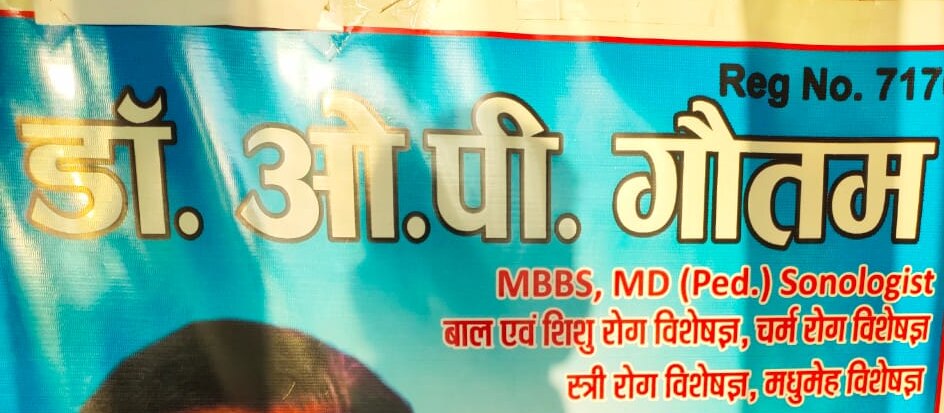 Reg No. 717
डॉ. ओ.पी. गौतम
MBBS, MD (Ped.) Sonologist
बाल एवं शिशु रोग विशेषज्ञ, चर्म रोग विशेषज्ञ
स्त्री रोग विशेषज्ञ, मधुमेह विशेषज्ञ